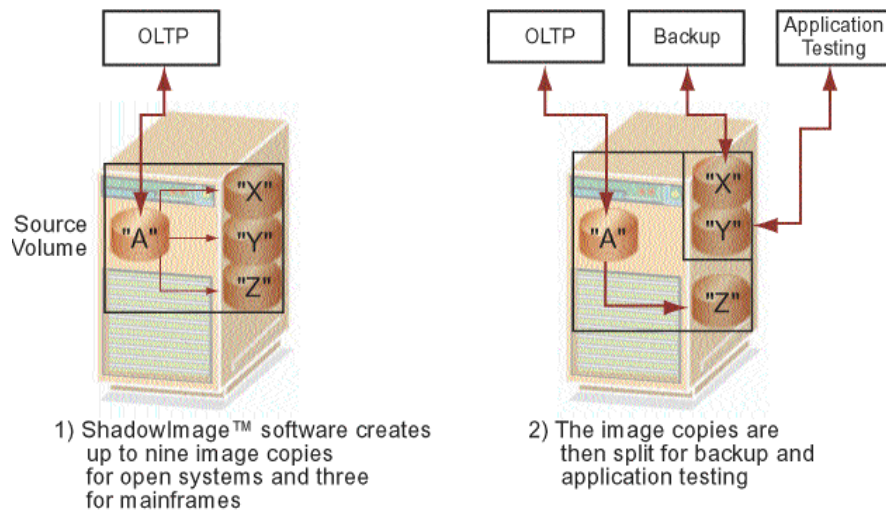 OLTP
"A"
"X"
"Y"
"Z"
Source
Volume
1) ShadowImage™ software creates
up to nine image copies
for open systems and three
for mainframes
OLTP
Backup
Application
Testing
"A"
"X"
"Y"
"Z"
2) The image copies are
then split for backup and
application testing